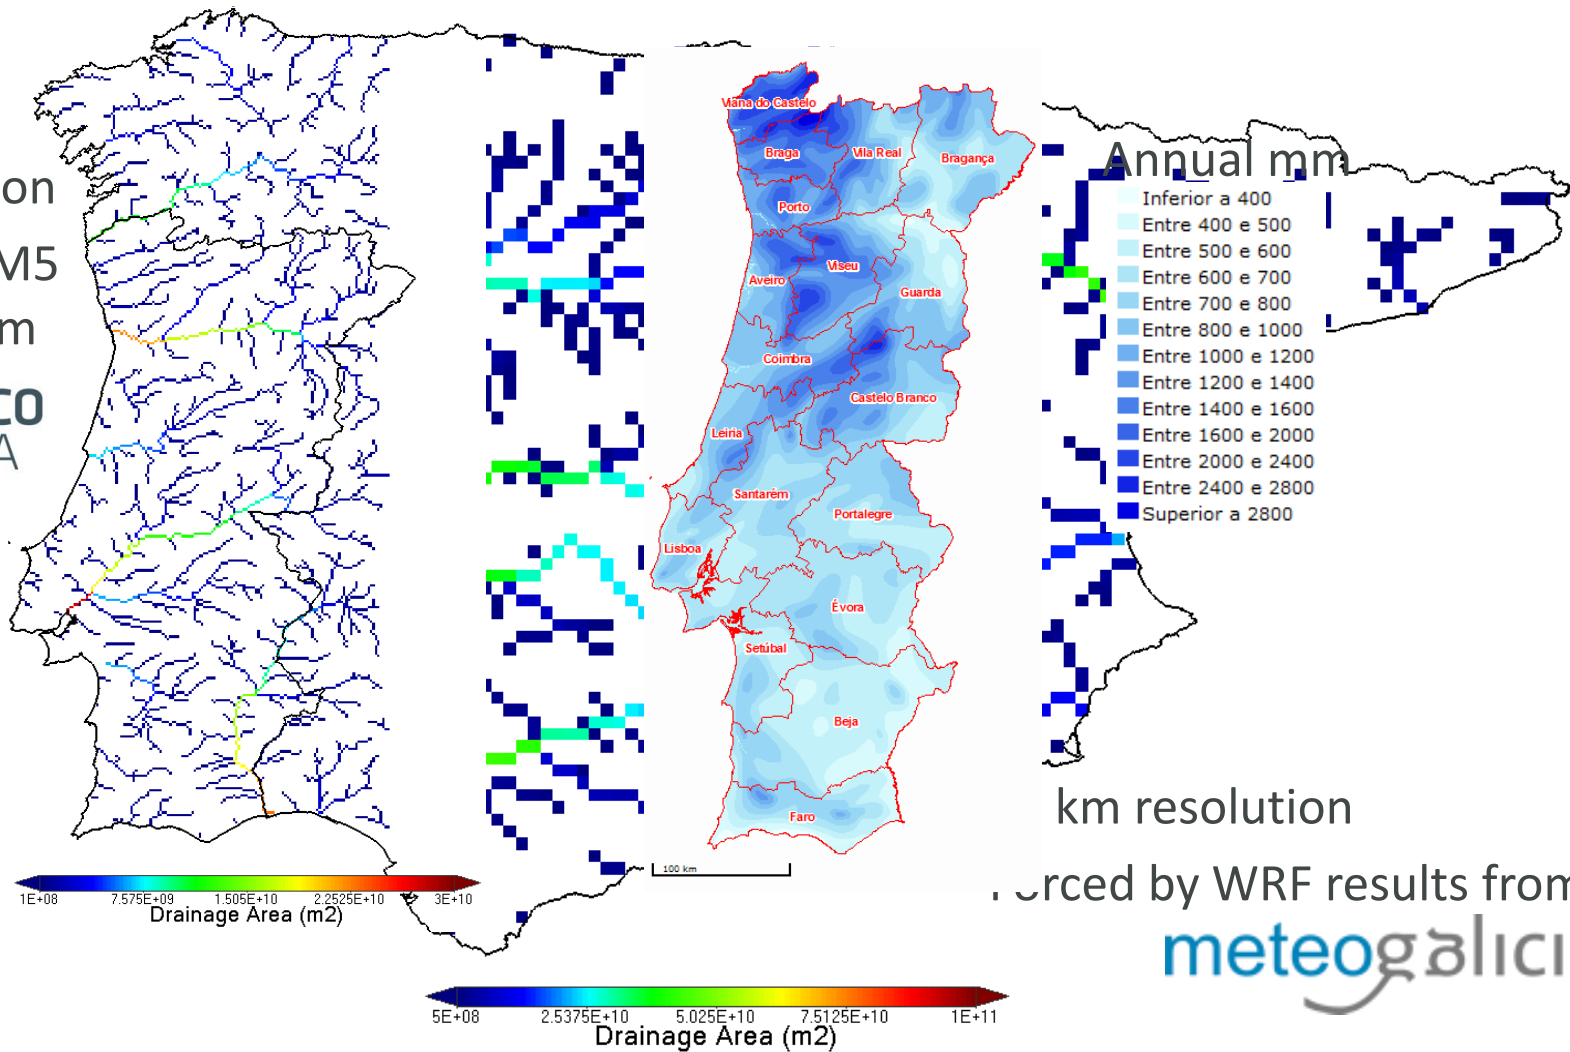 on
M5
m
co
A
Viana do Castelo
Braga
Vila Real
Bragança
Porto
Viseu
Aveiro
Guarda
Coimbra
Castelo Branco
Leiria
Santarém
Portalegre
Lisboa
Évora
Setúbal
Beja
Faro
100 km
Annual mm
Inferior a 400
Entre 400 e 500
Entre 500 e 600
Entre 600 e 700
Entre 700 e 800
Entre 800 e 1000
Entre 1000 e 1200
Entre 1200 e 1400
Entre 1400 e 1600
Entre 1600 e 2000
Entre 2000 e 2400
Entre 2400 e 2800
Superior a 2800
km resolution
Forced by WRF results from
meteogalici
1E+08 7.575E+09 1.505E+10 2.2525E+10 3E+10
Drainage Area (m2)
5E+08 2.5375E+10 5.025E+10 7.5125E+10 1E+11
Drainage Area (m2)